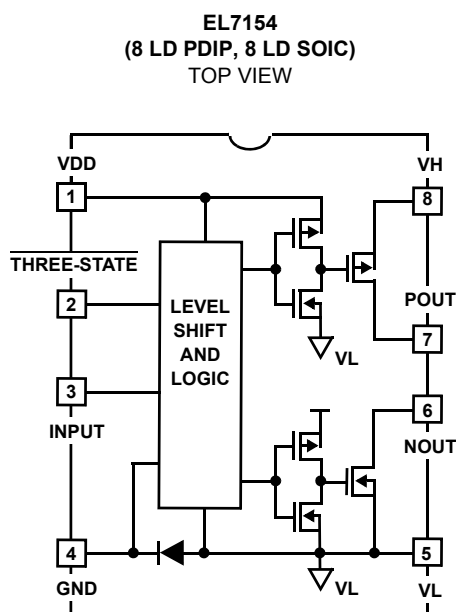 EL7154
(8 LD PDIP, 8 LD SOIC)
TOP VIEW
VDD
VH
1
8
THREE-STATE
2
LEVEL
SHIFT
AND
LOGIC
POUT
VL
7
3
6
INPUT
NOUT
4
5
GND
VL
VL